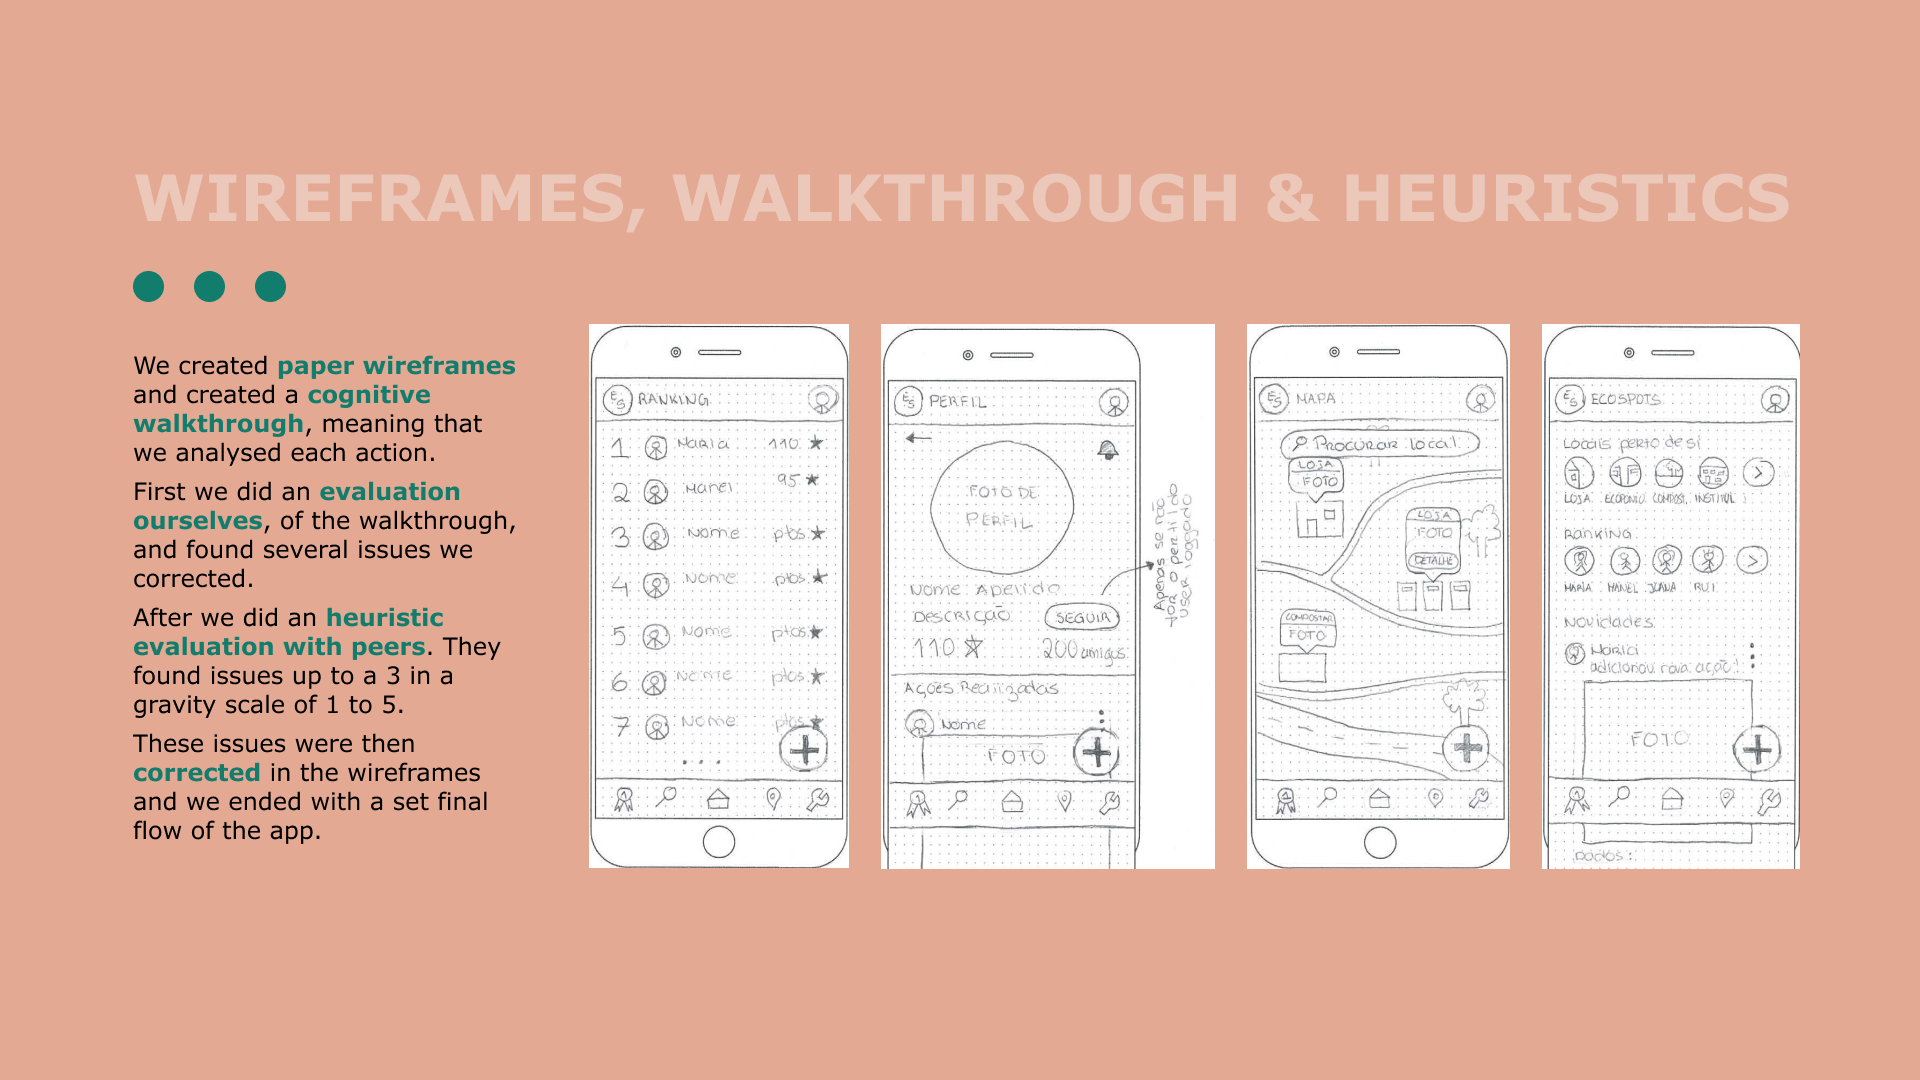 WIREFRAMES, WALKTHROUGH & HEURISTICS
We created paper wireframes
and created a cognitive
walkthrough, meaning that
we analysed each action.
First we did an evaluation
ourselves, of the walkthrough,
and found several issues we
corrected.
After we did an heuristic
evaluation with peers. They
found issues up to a 3 in a
gravity scale of 1 to 5.
These issues were then
corrected in the wireframes
and we ended with a set final
flow of the app.
ES RANKING
1 Maria 110
2 Manel 95
3 Nome pts
4 Nome pts
5 Nome ptos
6 Nome ptos
7 Nome ptos
...
ES PERFIL
FOTO DE
PERFIL
Nome Apelido
Descrição SEGUIR
110 200 amigos
Ações Realizadas
Nome
FOTO
Apenas se não
for o perfil do
user loggado
ES MAPA
Procurar local
LOJA
FOTO
LOJA
FOTO
DETALHE
COMPOSTAR
FOTO
ES ECOSPOTS
Locais perto de si
LOJA ECOPONTO COMPOST. INSTITUI.
Ranking
MARIA MANEL JOANA RUI
Novidades
Maria
adicionou nova ação!
FOTO
Dados: